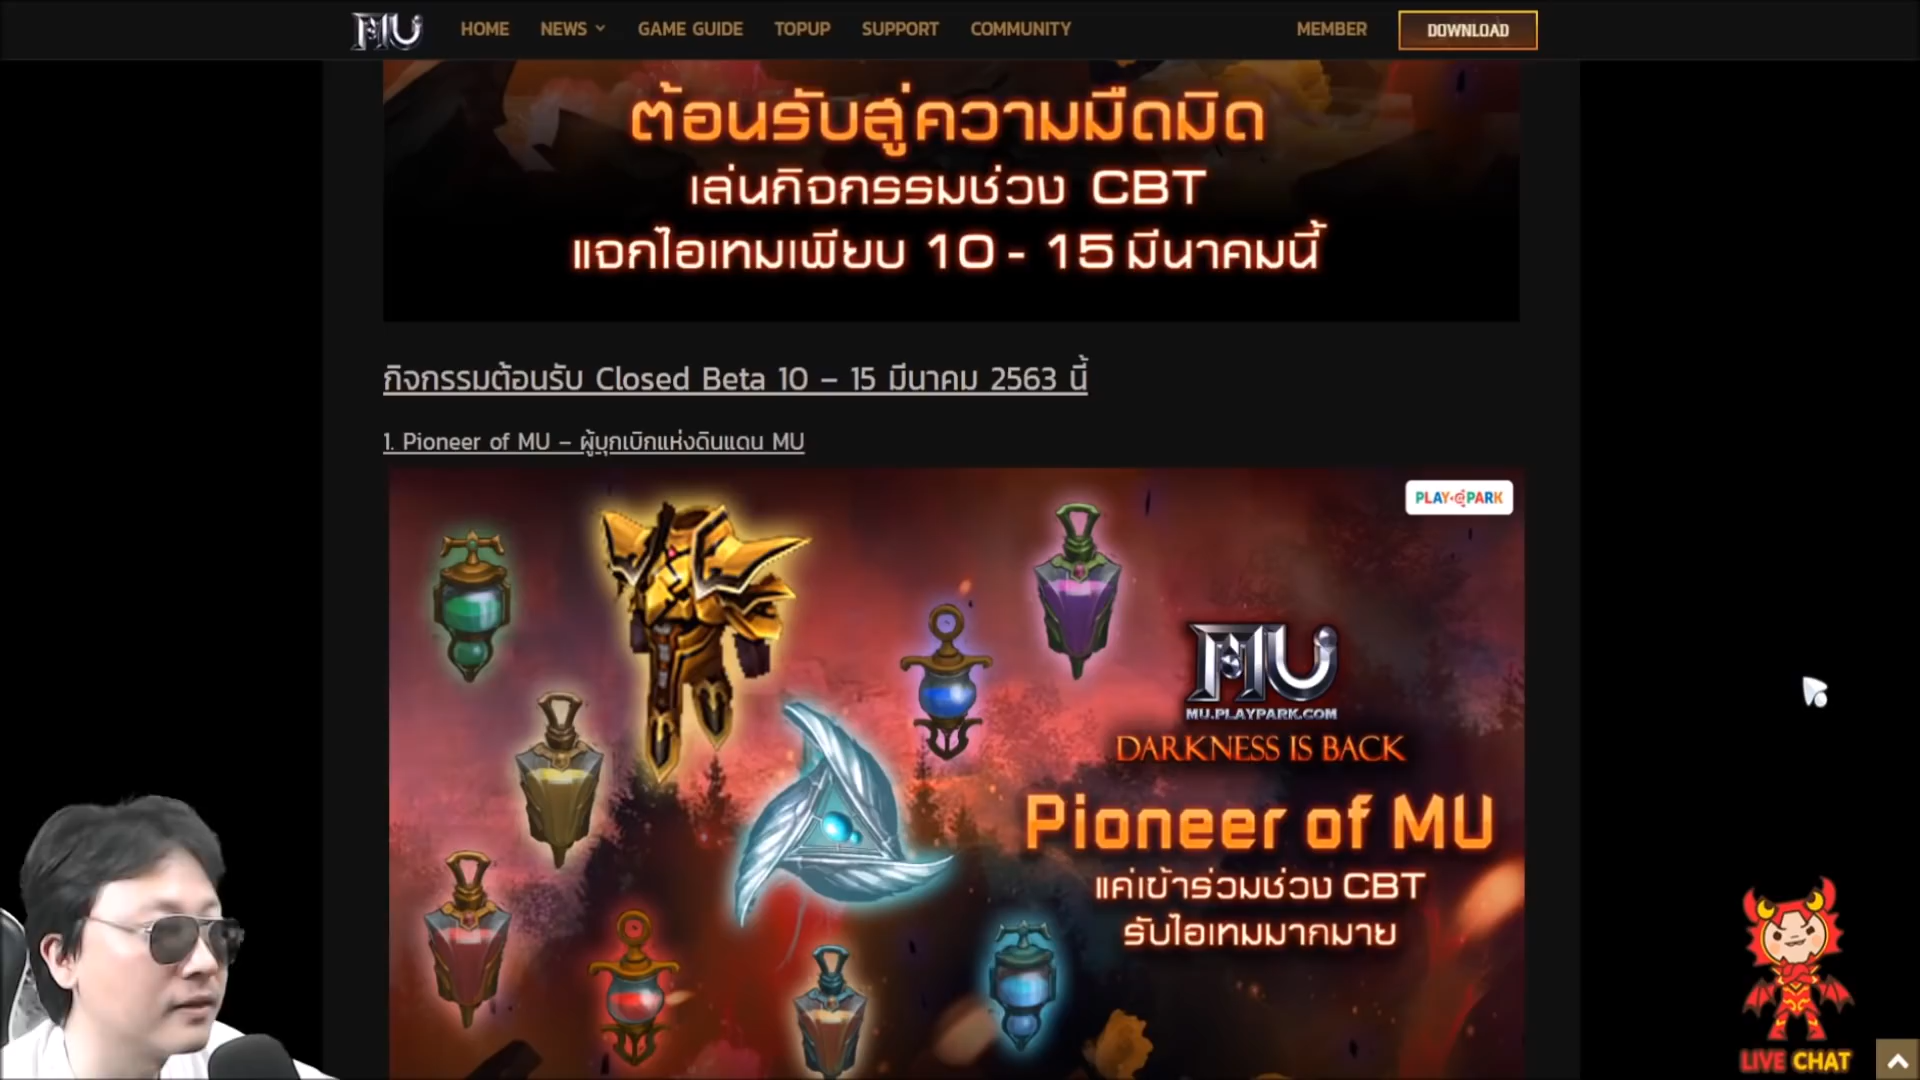 MU
HOME NEWS GAME GUIDE TOPUP SUPPORT COMMUNITY MEMBER DOWNLOAD
ต้อนรับสู่ความมืดมิด
เล่นกิจกรรมช่วง CBT
แจกไอเทมเพียบ 10 - 15 มีนาคมนี้
กิจกรรมต้อนรับ Closed Beta 10 – 15 มีนาคม 2563 นี้
1. Pioneer of MU – ผู้บุกเบิกแห่งดินแดน MU
PLAY PARK
MU
MU.PLAYPARK.COM
DARKNESS IS BACK
Pioneer of MU
แค่เข้าร่วมช่วง CBT
รับไอเทมมากมาย
LIVE CHAT